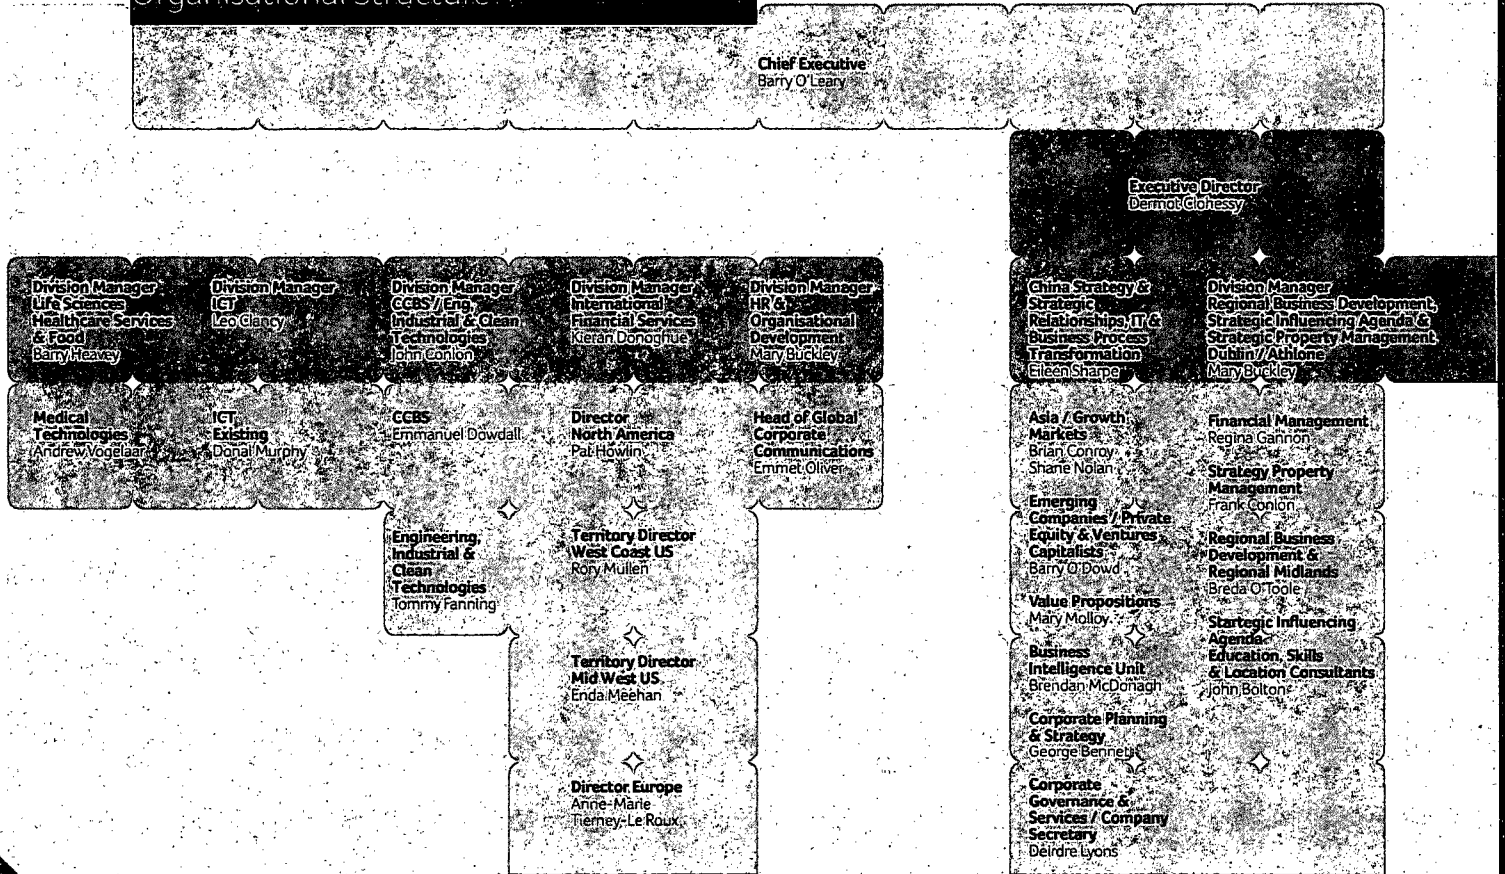 Organisational Structure
Chief Executive
Barry O'Leary
Executive Director
Dermot Clohessy
Division Manager
Life Sciences
Healthcare Services
& Food
Barry Heavey
Division Manager
ICT
Leo Clancy
Division Manager
CCBS / Eng,
Industrial & Clean
Technologies
John Conlon
Division Manager
International
Financial Services
Kieran Donoghue
Division Manager
HR &
Organisational
Development
Mary Buckley
China Strategy &
Strategic
Relationships, IT &
Business Process
Transformation
Eileen Sharpe
Division Manager
Regional Business Development,
Strategic Influencing Agenda &
Strategic Property Management.
Dublin / Athlone
Mary Buckley
Medical
Technologies
Andrew Vogelaar
ICT,
Existing
Donal Murphy
CCBS
Emmanuel Dowdall
Director
North America
Pat Howlin
Head of Global
Corporate
Communications
Emmet Oliver
Engineering,
Industrial &
Clean
Technologies
Tommy Fanning
Territory Director
West Coast US
Rory Mullen
Territory Director
Mid West US
Enda Meehan
Director Europe
Anne-Marie
Tierney-Le Roux
Asia / Growth
Markets
Brian Conroy
Shane Nolan
Emerging
Companies / Private
Equity & Ventures
Capitalists
Barry O'Dowd
Value Propositions
Mary Molloy
Business
Intelligence Unit
Brendan McDonagh
Corporate Planning
& Strategy
George Bennett
Corporate
Governance &
Services / Company
Secretary
Deirdre Lyons
Financial Management
Regina Gannon
Strategy Property
Management
Frank Conlon
Regional Business
Development &
Regional Midlands
Breda O'Toole
Startegic Influencing
Agenda-
Education, Skills
& Location Consultants
John Bolton